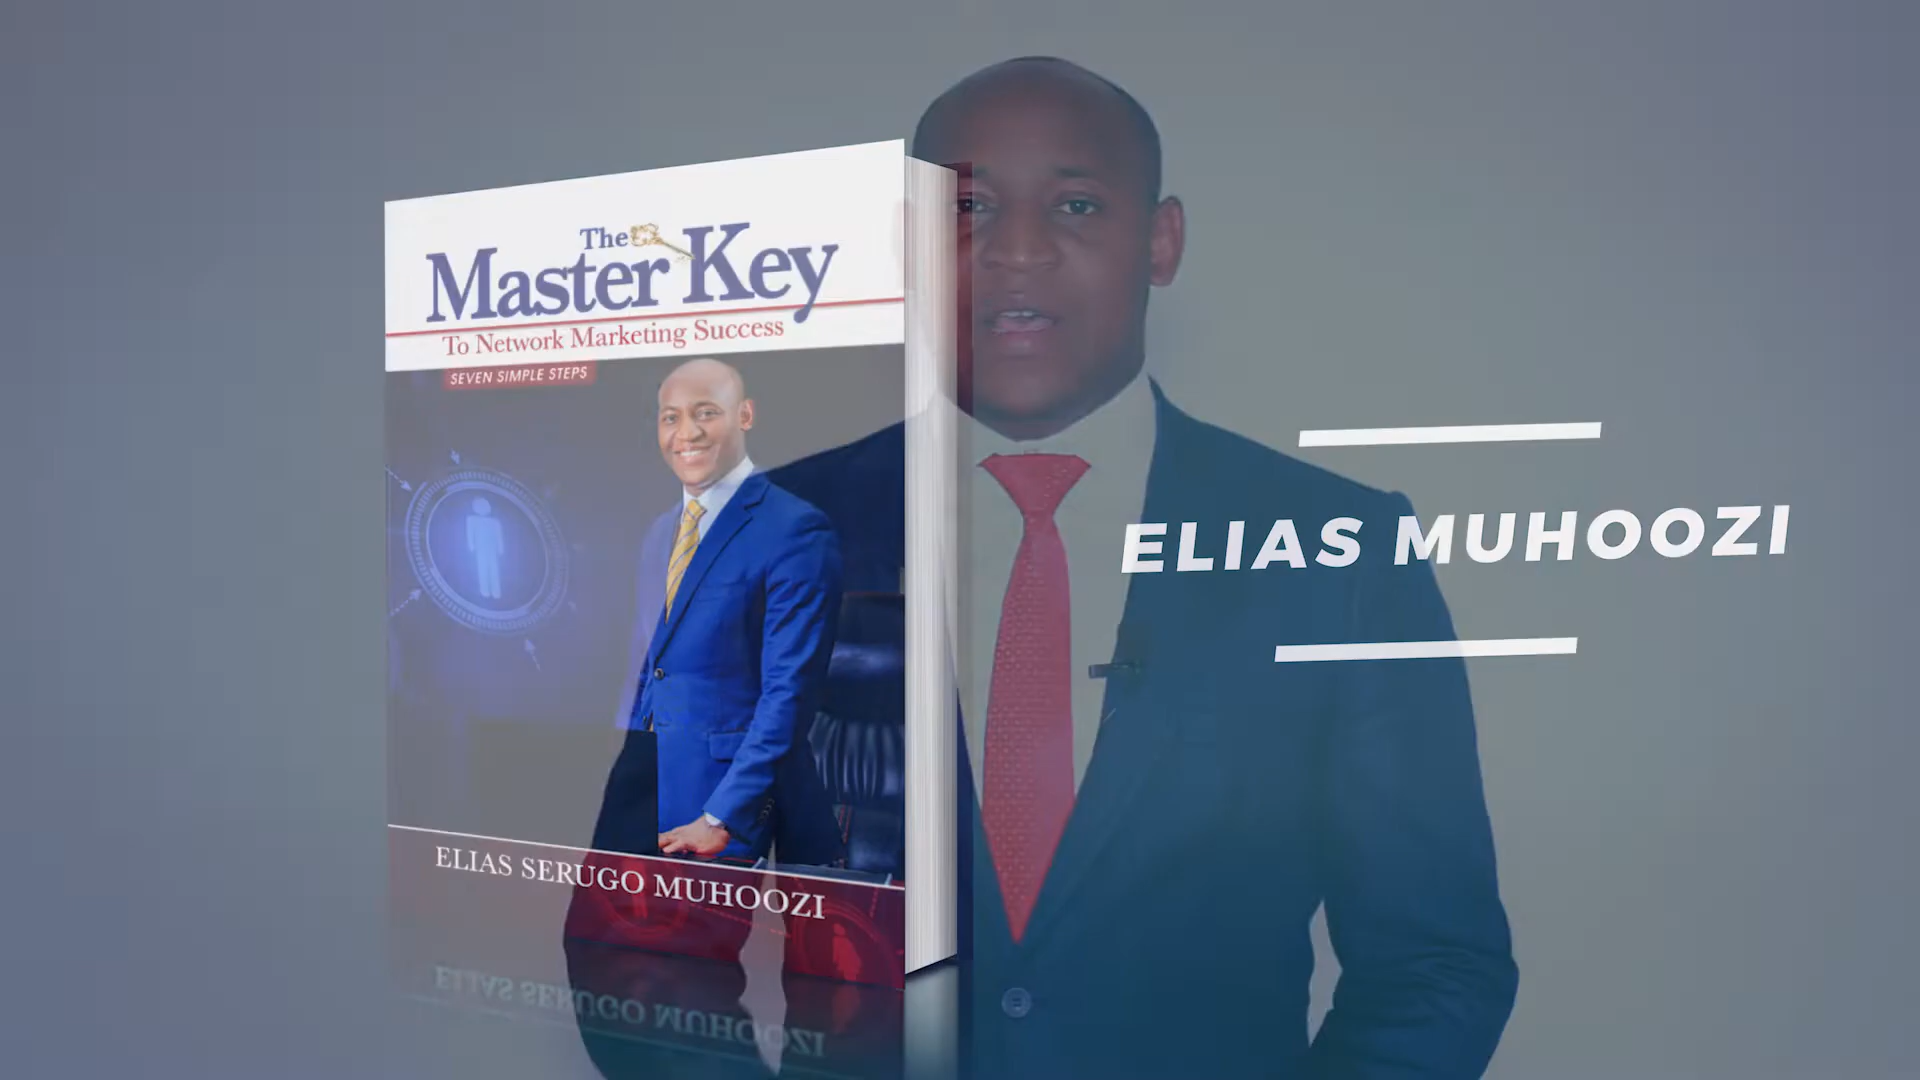 The
Master Key
To Network Marketing Success
SEVEN SIMPLE STEPS
ELIAS SERUGO MUHOOZI
ELIAS MUHOOZI